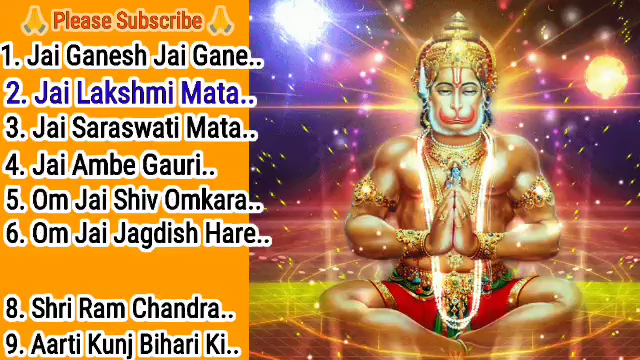 🙏 Please Subscribe 🙏
1. Jai Ganesh Jai Gane..
2. Jai Lakshmi Mata..
3. Jai Saraswati Mata..
4. Jai Ambe Gauri..
5. Om Jai Shiv Omkara..
6. Om Jai Jagdish Hare..
8. Shri Ram Chandra..
9. Aarti Kunj Bihari Ki..